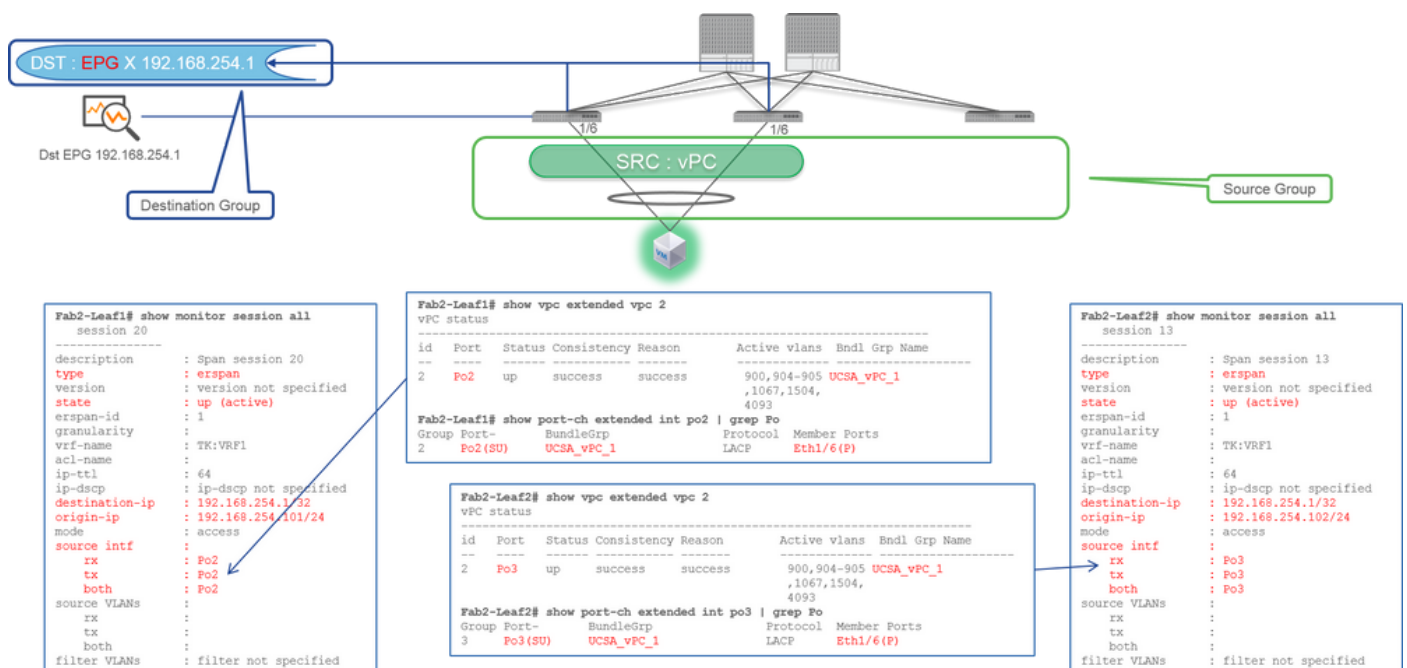 DST : EPG X 192.168.254.1
Dst EPG 192.168.254.1
Destination Group
1/6
1/6
SRC : vPC
VM
Source Group
Fab2-Leaf1# show monitor session all
session 20
---------------
description : Span session 20
type : erspan
version : version not specified
state : up (active)
erspan-id : 1
granularity :
vrf-name : TK:VRF1
acl-name :
ip-ttl : 64
ip-dscp : ip-dscp not specified
destination-ip : 192.168.254.1/32
origin-ip : 192.168.254.101/24
mode : access
source intf :
rx : Po2
tx : Po2
both : Po2
source VLANs :
rx :
tx :
both :
filter VLANs : filter not specified
Fab2-Leaf1# show vpc extended vpc 2
vPC status
id Port Status Consistency Reason Active vlans Bndl Grp Name
2 Po2 up success success 900,904-905 UCSA_vPC_1
,1067,1504,
4093
Fab2-Leaf1# show port-ch extended int po2 | grep Po
Group Port- BundleGrp Protocol Member Ports
2 Po2(SU) UCSA_vPC_1 LACP Eth1/6(P)
Fab2-Leaf2# show vpc extended vpc 2
vPC status
id Port Status Consistency Reason Active vlans Bndl Grp Name
2 Po3 up success success 900,904-905 UCSA_vPC_1
,1067,1504,
4093
Fab2-Leaf2# show port-ch extended int po3 | grep Po
Group Port- BundleGrp Protocol Member Ports
3 Po3(SU) UCSA_vPC_1 LACP Eth1/6(P)
Fab2-Leaf2# show monitor session all
session 13
---------------
description : Span session 13
type : erspan
version : version not specified
state : up (active)
erspan-id : 1
granularity :
vrf-name : TK:VRF1
acl-name :
ip-ttl : 64
ip-dscp : ip-dscp not specified
destination-ip : 192.168.254.1/32
origin-ip : 192.168.254.102/24
mode : access
source intf :
rx : Po3
tx : Po3
both : Po3
source VLANs :
rx :
tx :
both :
filter VLANs : filter not specified